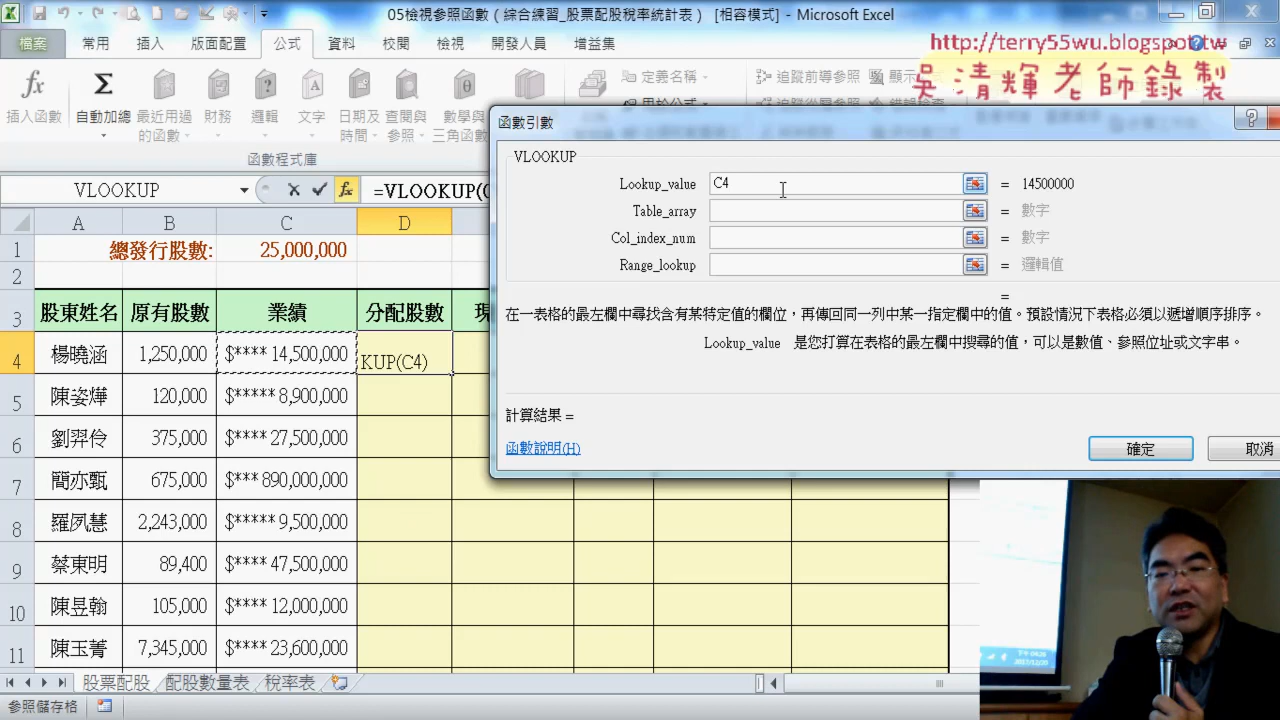 05檢視參照函數（綜合練習_股票配股稅率統計表） [相容模式] - Microsoft Excel
檔案 常用 插入 版面配置 公式 資料 校閱 檢視 開發人員 增益集
http://terry55wu.blogspot.tw
吳清輝老師錄製
插入函數 自動加總 最近用過的函數 財務 邏輯 文字 日期及時間 查閱與參照 數學與三角函數
定義名稱 追蹤前導參照
函數程式庫
VLOOKUP =VLOOKUP(C
函數引數
VLOOKUP
Lookup_value C4 = 14500000
Table_array = 數字
Col_index_num = 數字
Range_lookup = 邏輯值
=
在一表格的最左欄中尋找含有某特定值的欄位，再傳回同一列中某一指定欄中的值。預設情況下表格必須以遞增順序排序。
Lookup_value 是您打算在表格的最左欄中搜尋的值，可以是數值、參照位址或文字串。
計算結果 =
函數說明(H)
確定 取消
A B C D
1 總發行股數: 25,000,000
2
3 股東姓名 原有股數 業績 分配股數 現
4 楊曉涵 1,250,000 $**** 14,500,000 KUP(C4)
5 陳姿燁 120,000 $***** 8,900,000
6 劉羿伶 375,000 $**** 27,500,000
7 簡亦甄 675,000 $*** 890,000,000
8 羅夙慧 2,243,000 $***** 9,500,000
9 蔡東明 89,400 $**** 47,500,000
10 陳昱翰 105,000 $**** 12,000,000
11 陳玉菁 7,345,000 $**** 23,600,000
股票配股 配股數量表 稅率表
參照儲存格